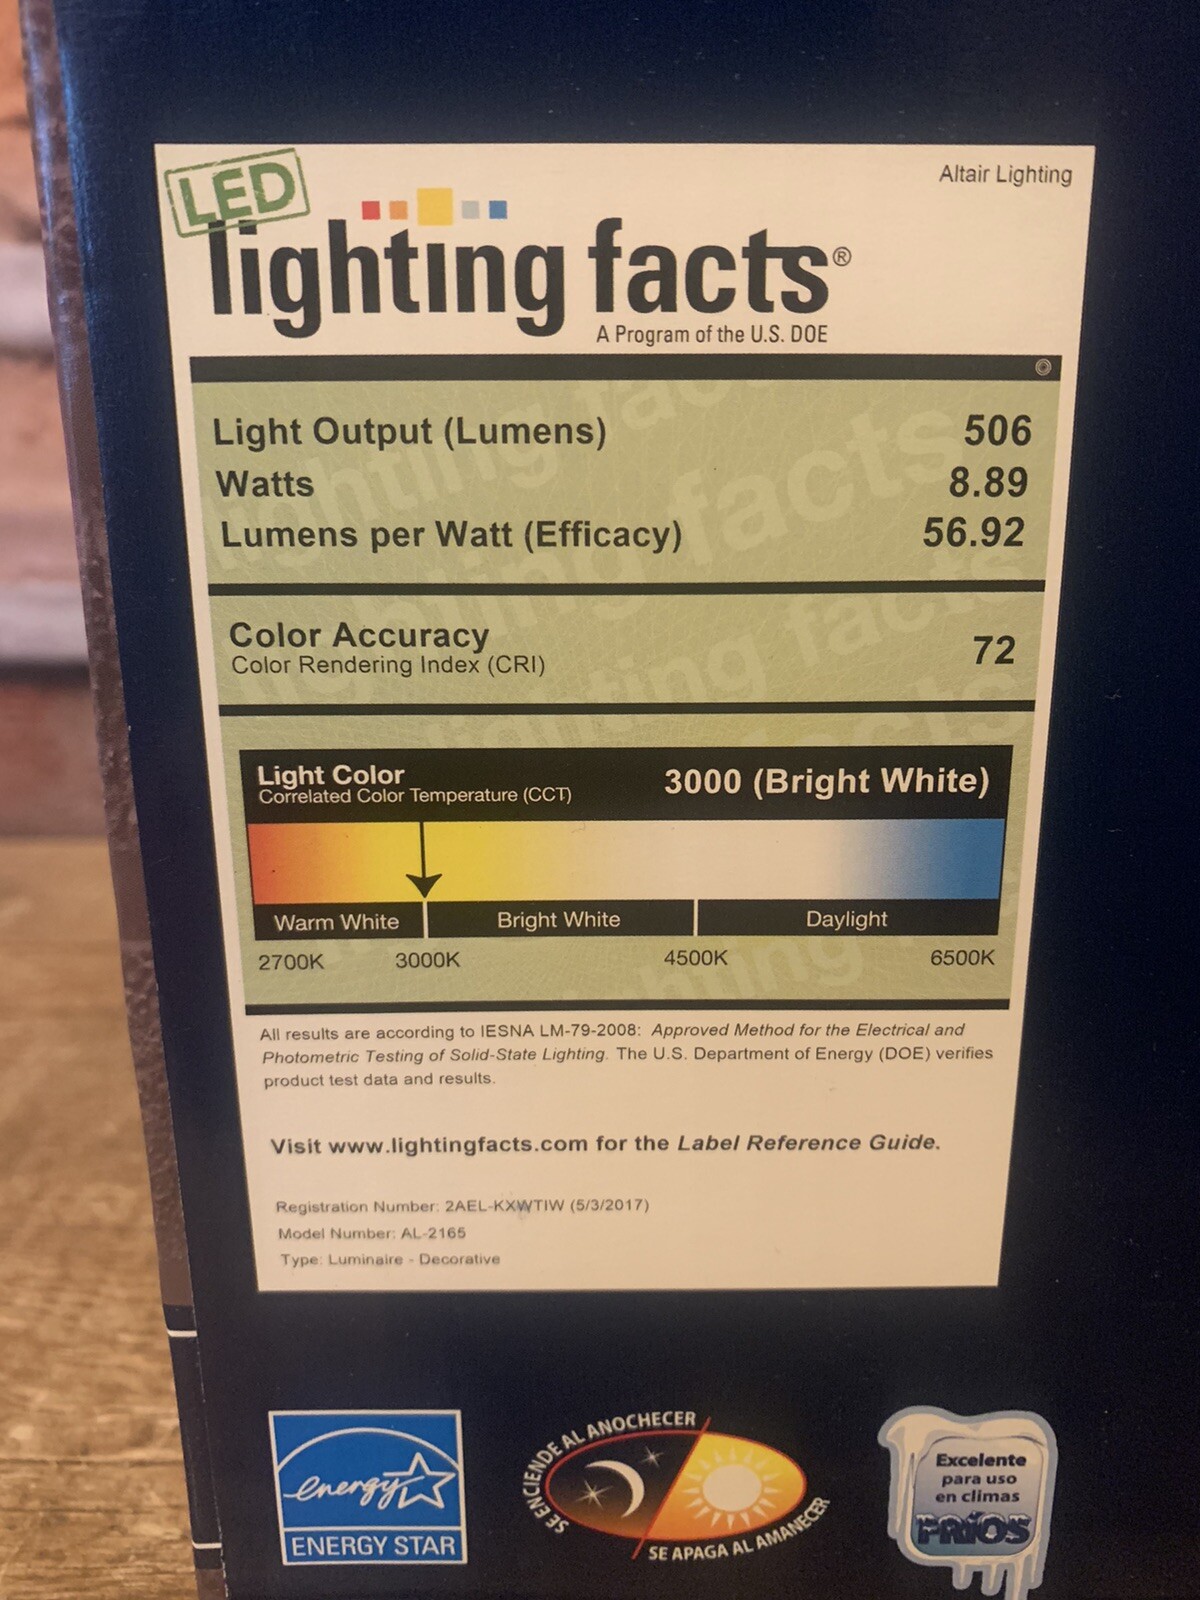 LED
Altair Lighting
lighting facts®
A Program of the U.S. DOE
Light Output (Lumens) 506
Watts 8.89
Lumens per Watt (Efficacy) 56.92
Color Accuracy
Color Rendering Index (CRI) 72
Light Color
Correlated Color Temperature (CCT)
3000 (Bright White)
Warm White Bright White Daylight
2700K 3000K 4500K 6500K
All results are according to IESNA LM-79-2008: Approved Method for the Electrical and
Photometric Testing of Solid-State Lighting. The U.S. Department of Energy (DOE) verifies
product test data and results.
Visit www.lightingfacts.com for the Label Reference Guide.
Registration Number: 2AEL-KXWTIW (5/3/2017)
Model Number: AL-2165
Type: Luminaire - Decorative
energy
ENERGY STAR
SE ENCIENDE AL ANOCHECER
SE APAGA AL AMANECER
Excelente
para uso
en climas
FRÍOS